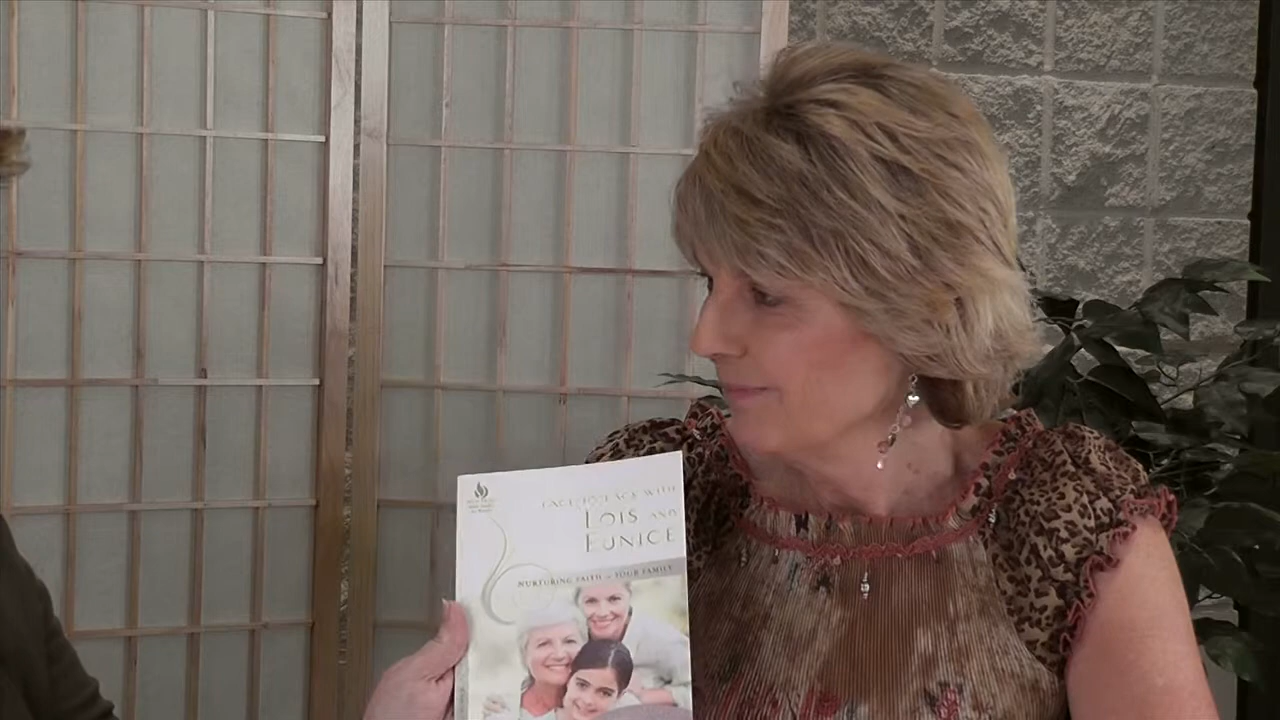 FACE-TO-FACE WITH
LOIS AND
EUNICE
NURTURING FAITH IN YOUR FAMILY